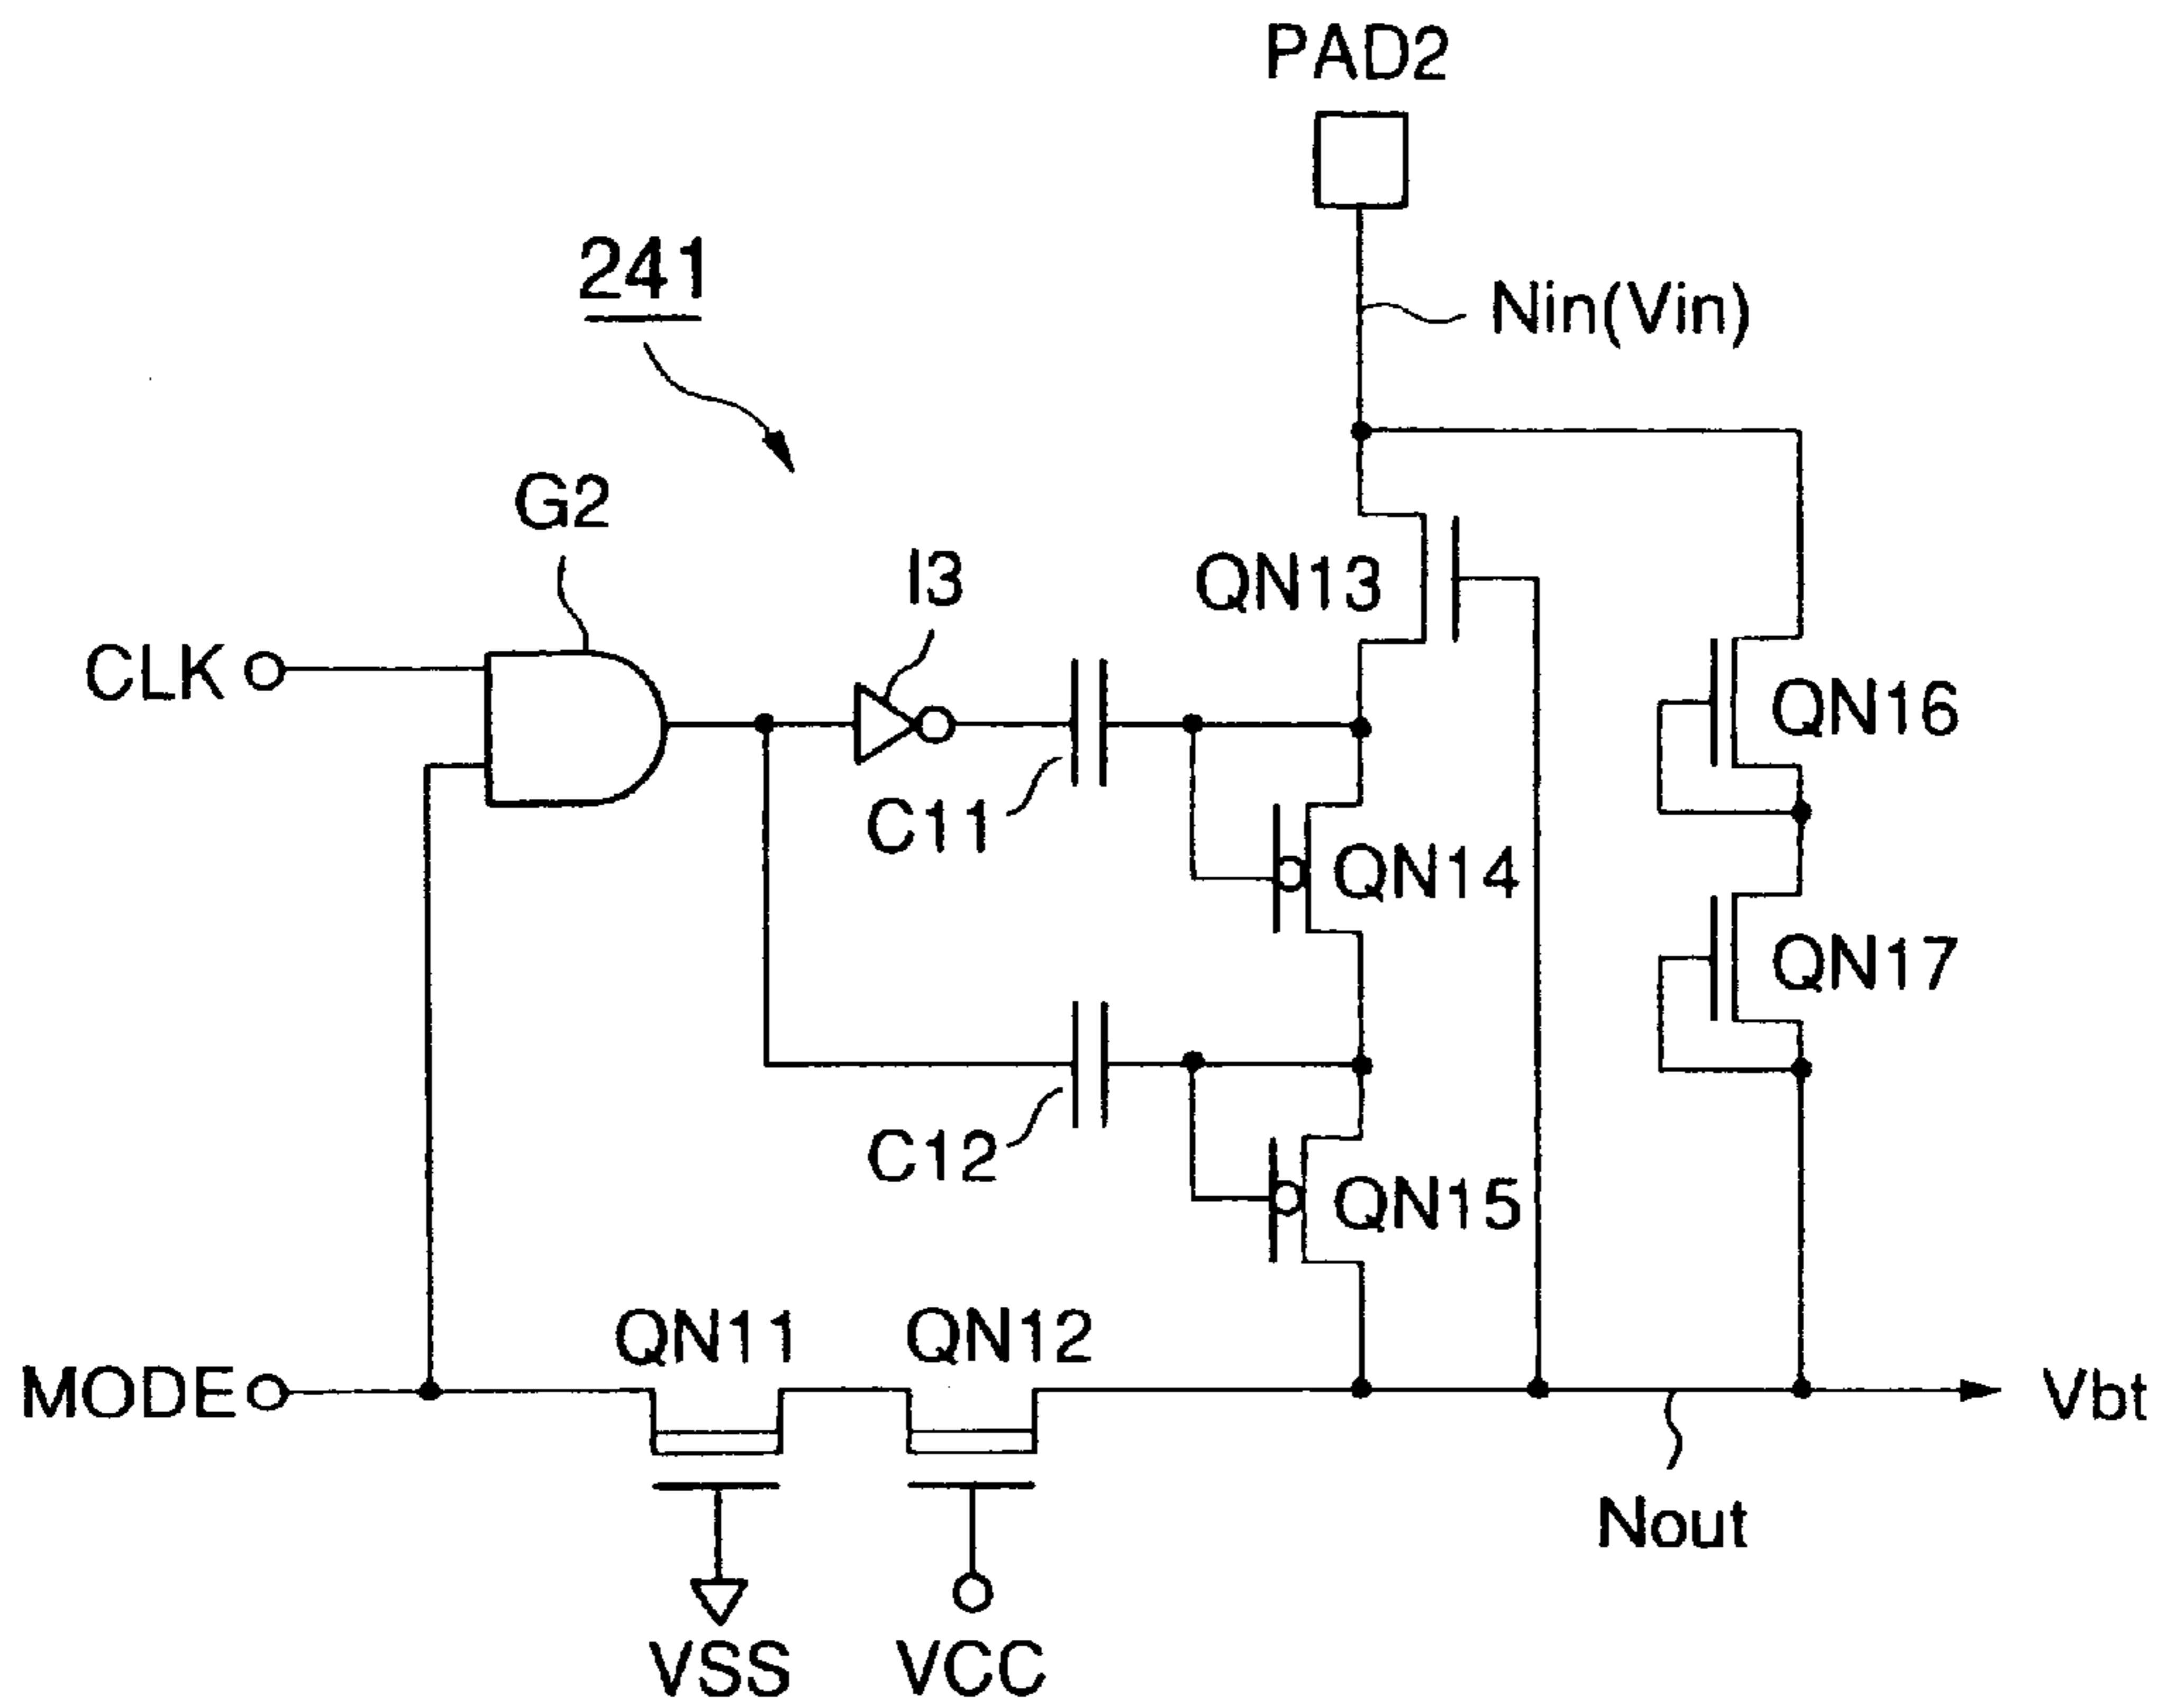 PAD2
241
Nin(Vin)
G2
I3
QN13
CLK
QN16
C11
QN14
QN17
C12
QN15
QN11
QN12
MODE
Vbt
Nout
VSS
VCC